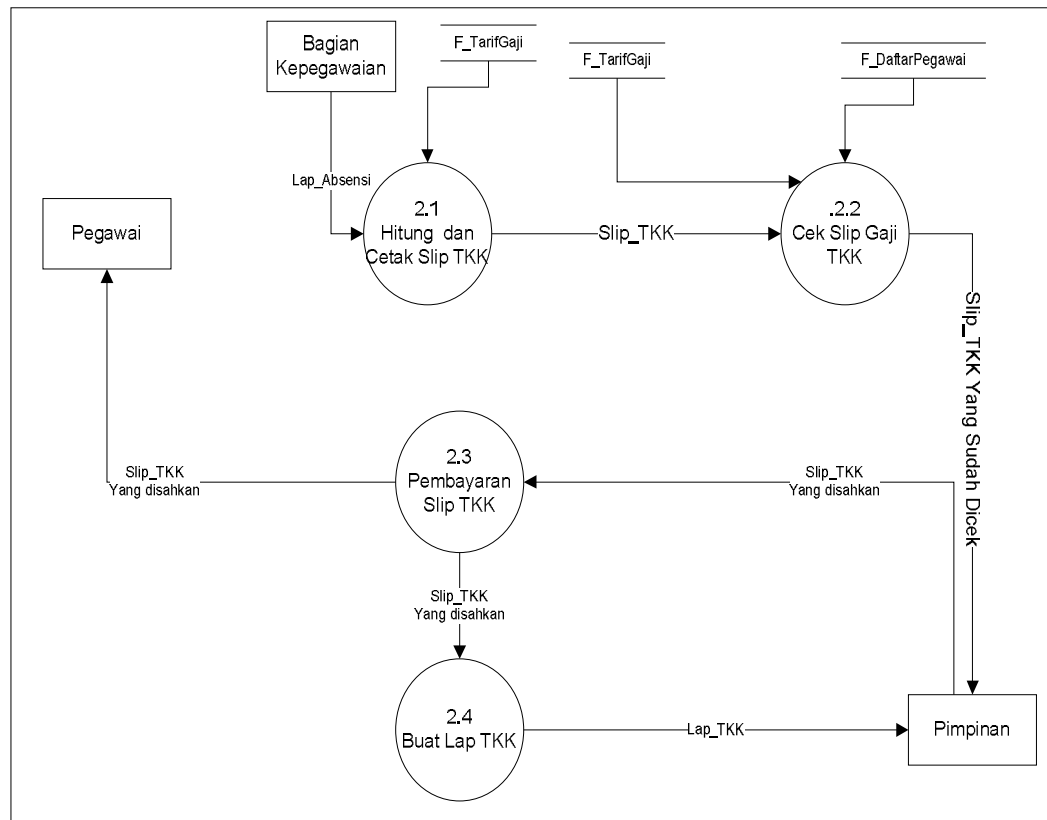 Bagian
Kepegawaian
F_TarifGaji
F_TarifGaji
F_DaftarPegawai
Lap_Absensi
Pegawai
2.1
Hitung dan
Cetak Slip TKK
Slip_TKK
.2.2
Cek Slip Gaji
TKK
Slip_TKK Yang Sudah Dicek
Slip_TKK
Yang disahkan
2.3
Pembayaran
Slip TKK
Slip_TKK
Yang disahkan
Slip_TKK
Yang disahkan
2.4
Buat Lap TKK
Lap_TKK
Pimpinan